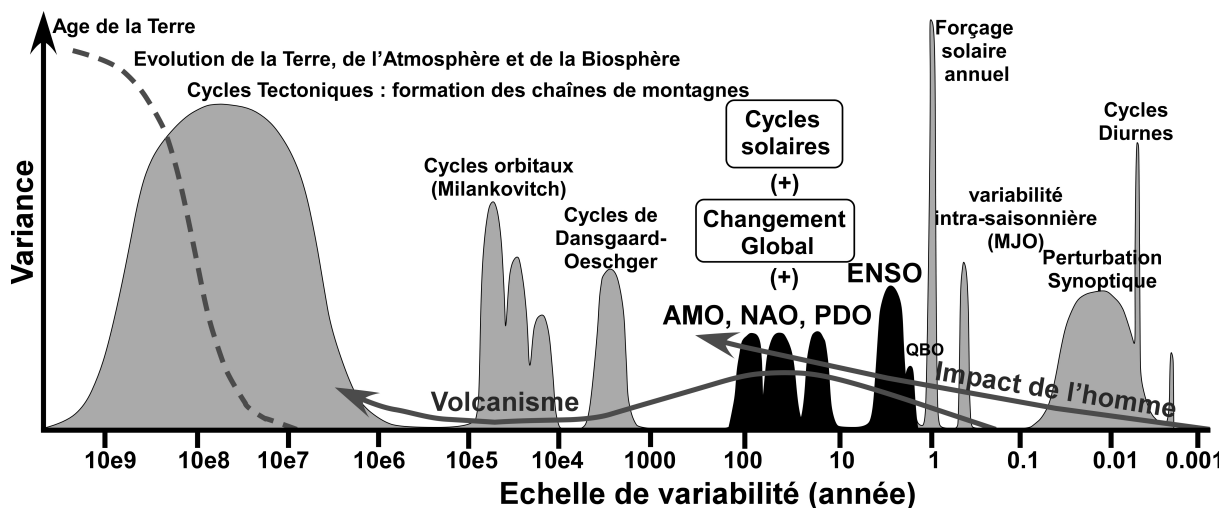 Age de la Terre
Evolution de la Terre, de l'Atmosphère et de la Biosphère
Cycles Tectoniques : formation des chaînes de montagnes
Forçage
solaire
annuel
Cycles
Diurnes
Cycles
solaires
(+)
Changement
Global
(+)
Cycles orbitaux
(Milankovitch)
Cycles de
Dansgaard-
Oeschger
variabilité
intra-saisonnière
(MJO)
Perturbation
Synoptique
ENSO
AMO, NAO, PDO
QBO
Impact de l'homme
Volcanisme
Variance
10e9 10e8 10e7 10e6 10e5 10e4 1000 100 10 1 0.1 0.01 0.001
Echelle de variabilité (année)